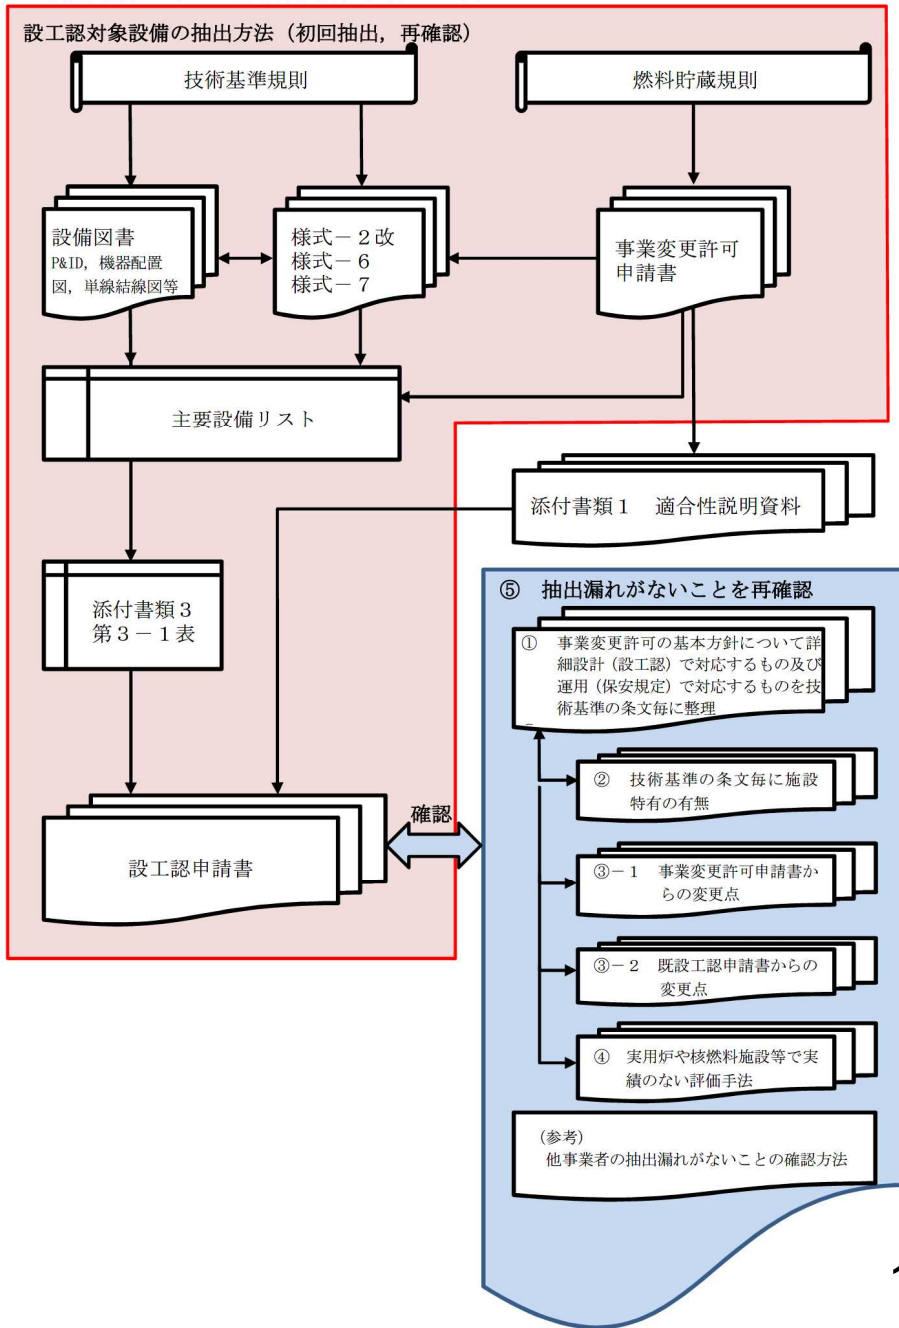 設工認対象設備の抽出方法（初回抽出，再確認）
技術基準規則
燃料貯蔵規則
設備図書
P&ID，機器配置
図，単線結線図等
様式－２改
様式－６
様式－７
事業変更許可
申請書
主要設備リスト
添付書類１　適合性説明資料
添付書類３
第３－１表
⑤　抽出漏れがないことを再確認
①　事業変更許可の基本方針について詳
細設計（設工認）で対応するもの及び
運用（保安規定）で対応するものを技
術基準の条文毎に整理
②　技術基準の条文毎に施設
特有の有無
確認
設工認申請書
③－１　事業変更許可申請書か
らの変更点
③－２　既設工認申請書からの
変更点
④　実用炉や核燃料施設等で実
績のない評価手法
（参考）
他事業者の抽出漏れがないことの確認方法